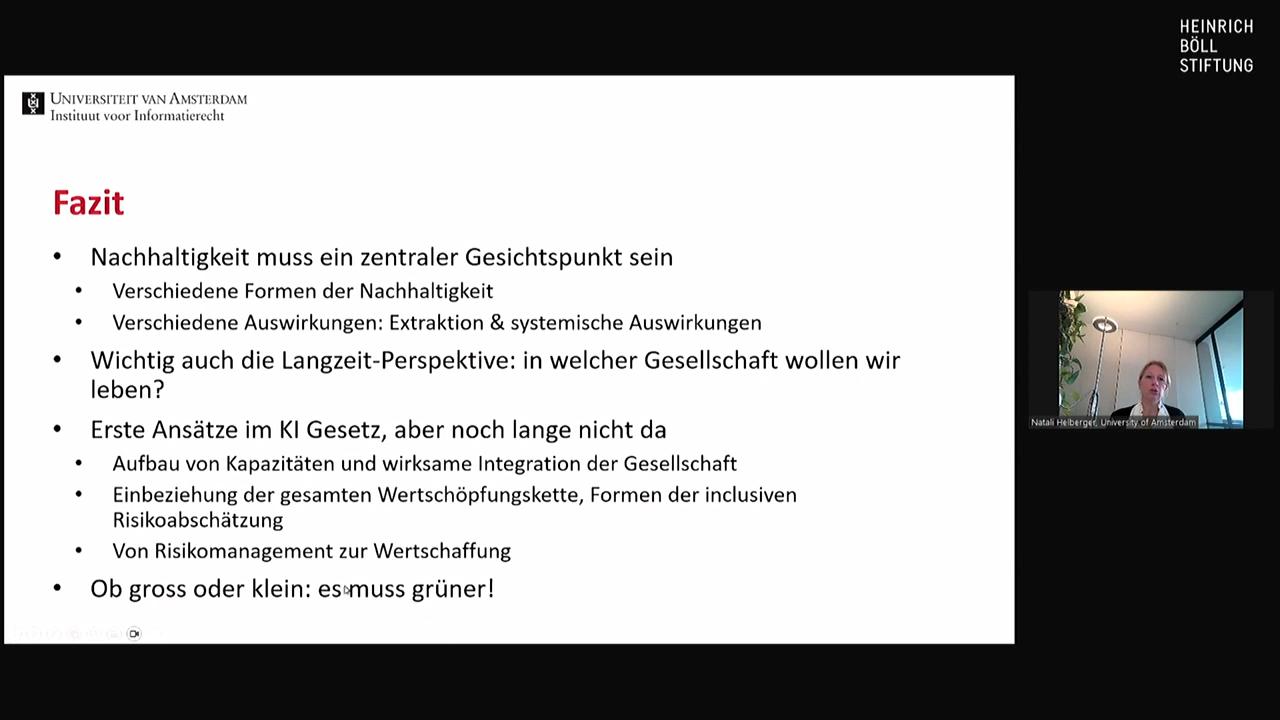 HEINRICH
BÖLL
STIFTUNG
UNIVERSITEIT VAN AMSTERDAM
Instituut voor Informatierecht
Fazit
• Nachhaltigkeit muss ein zentraler Gesichtspunkt sein
• Verschiedene Formen der Nachhaltigkeit
• Verschiedene Auswirkungen: Extraktion & systemische Auswirkungen
• Wichtig auch die Langzeit-Perspektive: in welcher Gesellschaft wollen wir
leben?
• Erste Ansätze im KI Gesetz, aber noch lange nicht da
• Aufbau von Kapazitäten und wirksame Integration der Gesellschaft
• Einbeziehung der gesamten Wertschöpfungskette, Formen der inclusiven
Risikoabschätzung
• Von Risikomanagement zur Wertschaffung
• Ob gross oder klein: es muss grüner!
Natali Helberger, University of Amsterdam